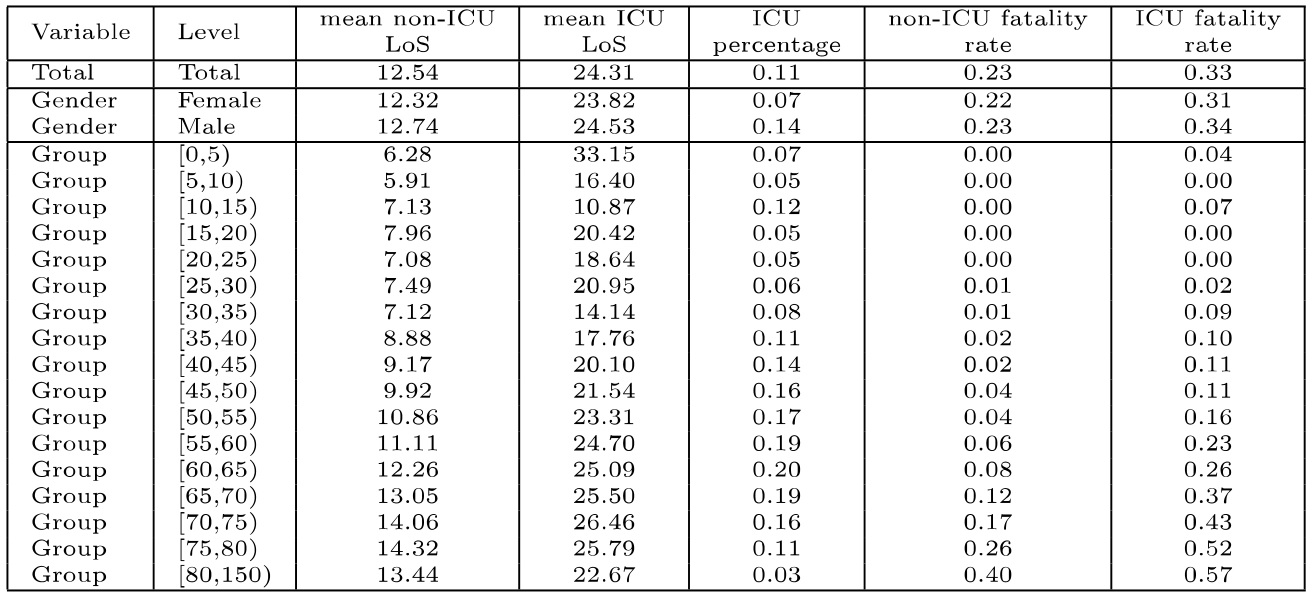 Variable Level mean non-ICU LoS mean ICU LoS ICU percentage non-ICU fatality rate ICU fatality rate
Total Total 12.54 24.31 0.11 0.23 0.33
Gender Female 12.32 23.82 0.07 0.22 0.31
Gender Male 12.74 24.53 0.14 0.23 0.34
Group [0,5) 6.28 33.15 0.07 0.00 0.04
Group [5,10) 5.91 16.40 0.05 0.00 0.00
Group [10,15) 7.13 10.87 0.12 0.00 0.07
Group [15,20) 7.96 20.42 0.05 0.00 0.00
Group [20,25) 7.08 18.64 0.05 0.00 0.00
Group [25,30) 7.49 20.95 0.06 0.01 0.02
Group [30,35) 7.12 14.14 0.08 0.01 0.09
Group [35,40) 8.88 17.76 0.11 0.02 0.10
Group [40,45) 9.17 20.10 0.14 0.02 0.11
Group [45,50) 9.92 21.54 0.16 0.04 0.11
Group [50,55) 10.86 23.31 0.17 0.04 0.16
Group [55,60) 11.11 24.70 0.19 0.06 0.23
Group [60,65) 12.26 25.09 0.20 0.08 0.26
Group [65,70) 13.05 25.50 0.19 0.12 0.37
Group [70,75) 14.06 26.46 0.16 0.17 0.43
Group [75,80) 14.32 25.79 0.11 0.26 0.52
Group [80,150) 13.44 22.67 0.03 0.40 0.57